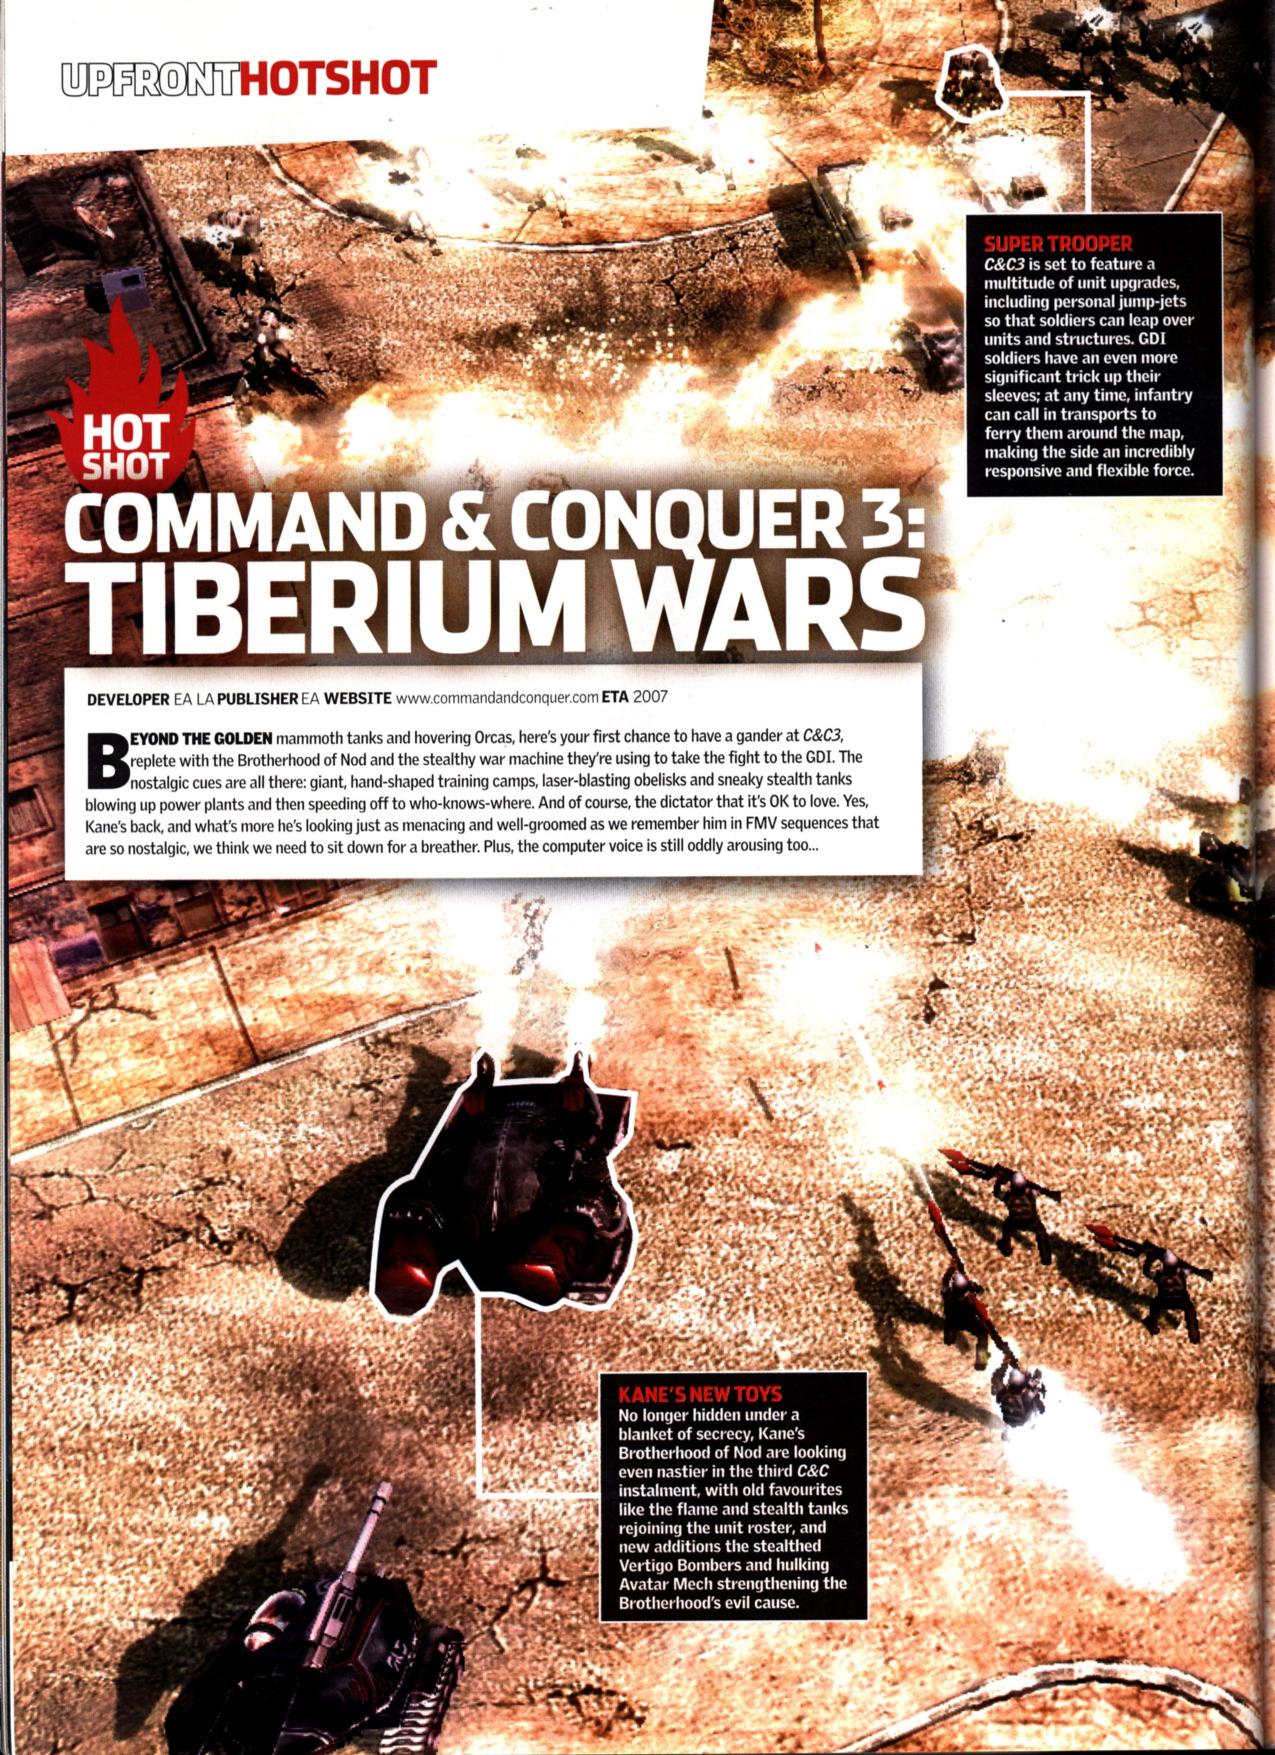 UPFRONTHOTSHOT
SUPER TROOPER
C&C3 is set to feature a
multitude of unit upgrades,
including personal jump-jets
so that soldiers can leap over
units and structures. GDI
soldiers have an even more
significant trick up their
sleeves; at any time, infantry
can call in transports to
ferry them around the map,
making the side an incredibly
responsive and flexible force.
HOT
SHOT
COMMAND & CONQUER 3:
TIBERIUM WARS
DEVELOPER EA LA PUBLISHER EA WEBSITE www.commandandconquer.com ETA 2007
BEYOND THE GOLDEN mammoth tanks and hovering Orcas, here's your first chance to have a gander at C&C3,
replete with the Brotherhood of Nod and the stealthy war machine they're using to take the fight to the GDI. The
nostalgic cues are all there: giant, hand-shaped training camps, laser-blasting obelisks and sneaky stealth tanks
blowing up power plants and then speeding off to who-knows-where. And of course, the dictator that it's OK to love. Yes,
Kane's back, and what's more he's looking just as menacing and well-groomed as we remember him in FMV sequences that
are so nostalgic, we think we need to sit down for a breather. Plus, the computer voice is still oddly arousing too...
KANE'S NEW TOYS
No longer hidden under a
blanket of secrecy, Kane's
Brotherhood of Nod are looking
even nastier in the third C&C
instalment, with old favourites
like the flame and stealth tanks
rejoining the unit roster, and
new additions the stealthed
Vertigo Bombers and hulking
Avatar Mech strengthening the
Brotherhood's evil cause.